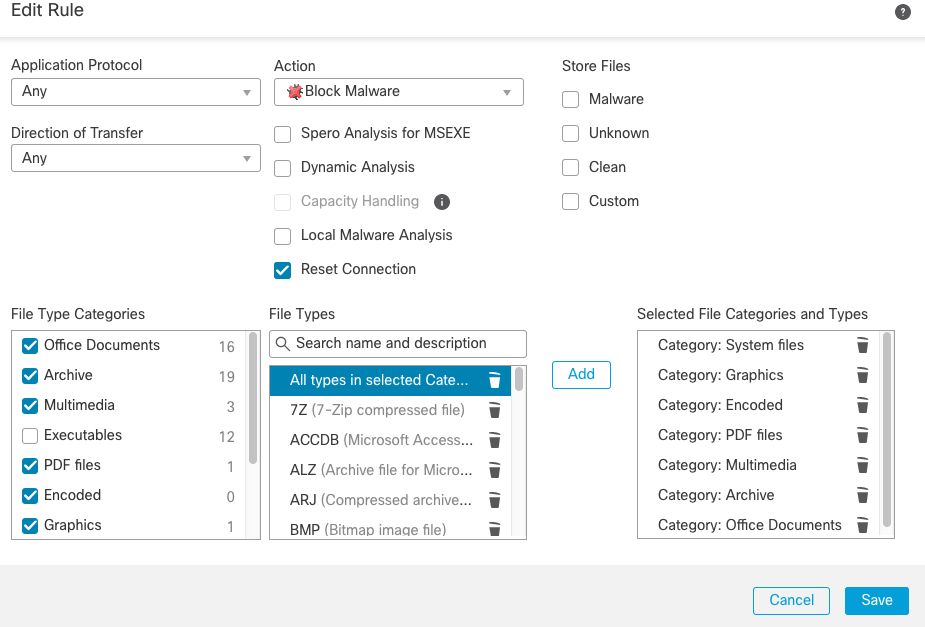 Edit Rule
?
Application Protocol
Any
Direction of Transfer
Any
Action
Block Malware
Spero Analysis for MSEXE
Dynamic Analysis
Capacity Handling i
Local Malware Analysis
Reset Connection
Store Files
Malware
Unknown
Clean
Custom
File Type Categories
Office Documents 16
Archive 19
Multimedia 3
Executables 12
PDF files 1
Encoded 0
Graphics 1
File Types
Search name and description
All types in selected Cate...
7Z (7-Zip compressed file)
ACCDB (Microsoft Access...
ALZ (Archive file for Micro...
ARJ (Compressed archive...
BMP (Bitmap image file)
Add
Selected File Categories and Types
Category: System files
Category: Graphics
Category: Encoded
Category: PDF files
Category: Multimedia
Category: Archive
Category: Office Documents
Cancel
Save